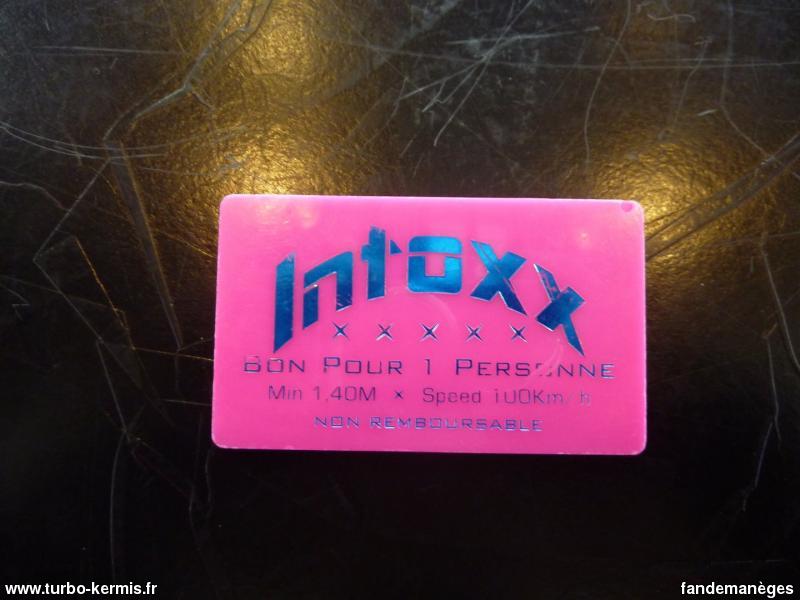 Intoxx
x x x x x
BON POUR 1 PERSONNE
Min 1,40M x Speed 100Km/h
NON REMBOURSABLE
www.turbo-kermis.fr
fandemanèges